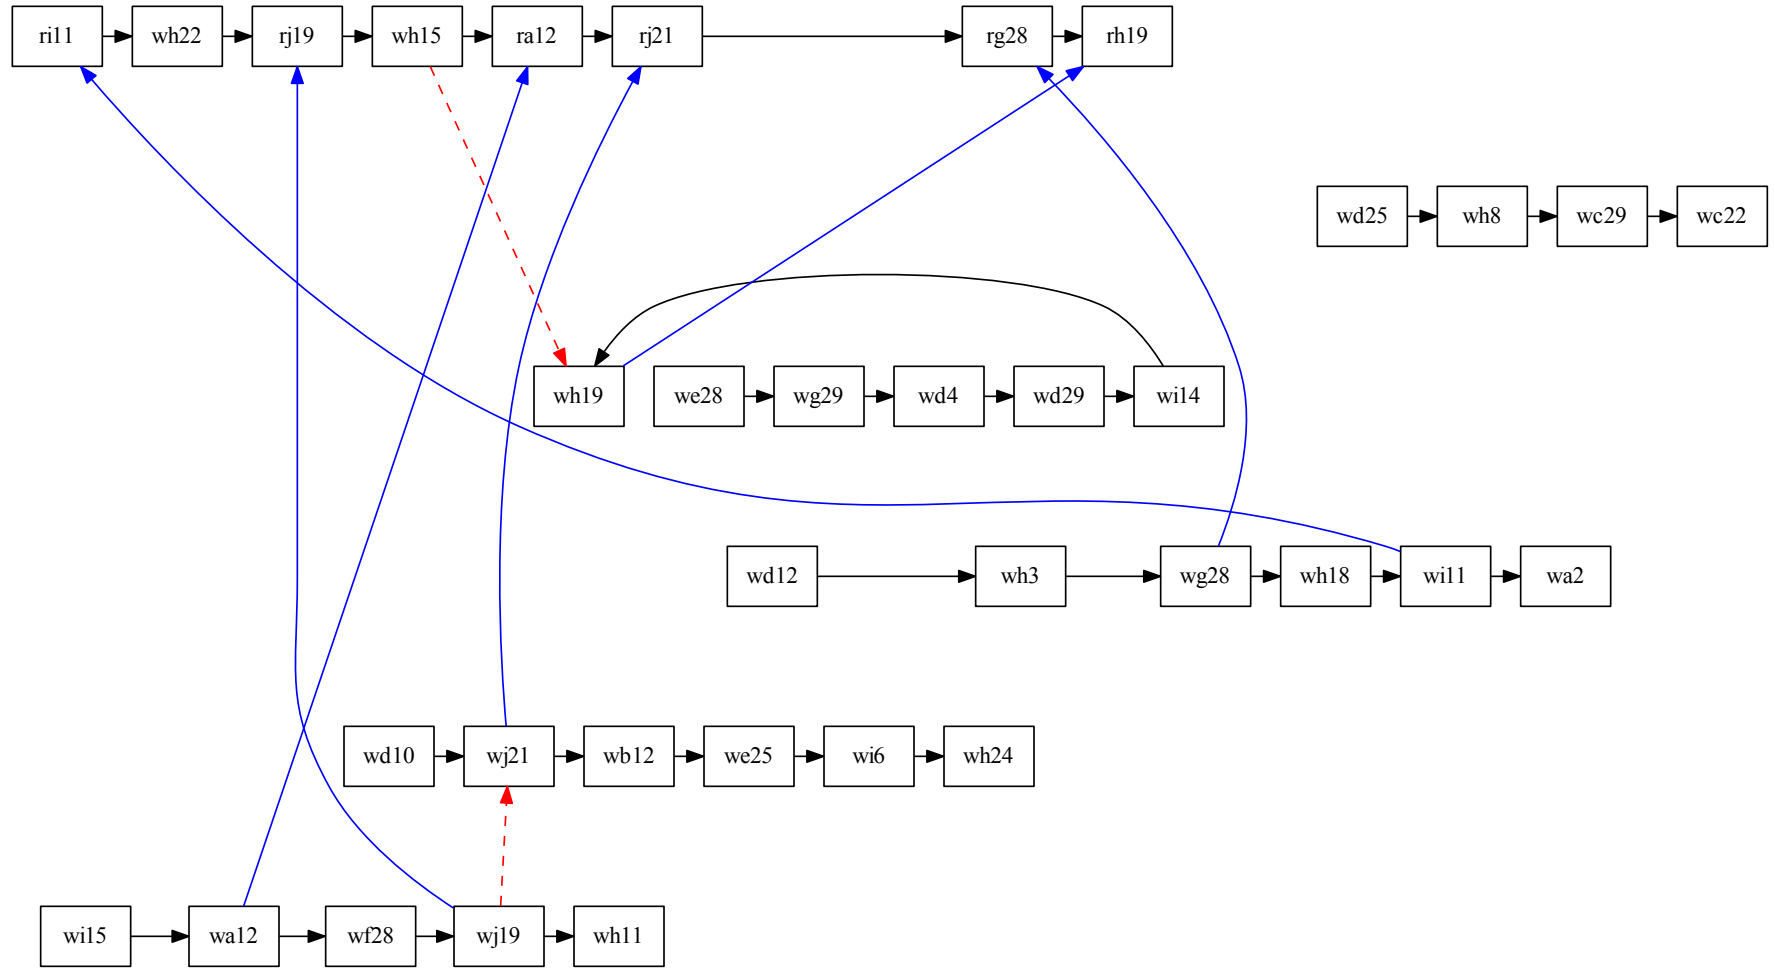 ri11 wh22 rj19 wh15 ra12 rj21 rg28 rh19
wd25 wh8 wc29 wc22
wh19 we28 wg29 wd4 wd29 wi14
wd12 wh3 wg28 wh18 wi11 wa2
wd10 wj21 wb12 we25 wi6 wh24
wi15 wa12 wf28 wj19 wh11